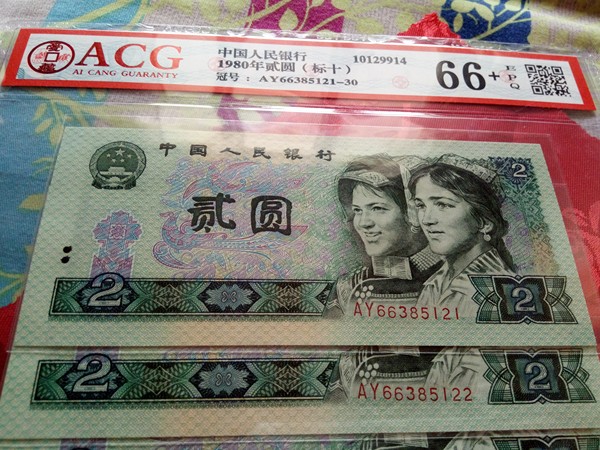 ACG
AI CANG GUARANTY
中国人民银行 10129914
1980年贰圆（标十）
冠号：AY66385121-30
66+
EPQ
中国人民银行
2
贰圆
2
AY66385121
2
2
AY66385122
2